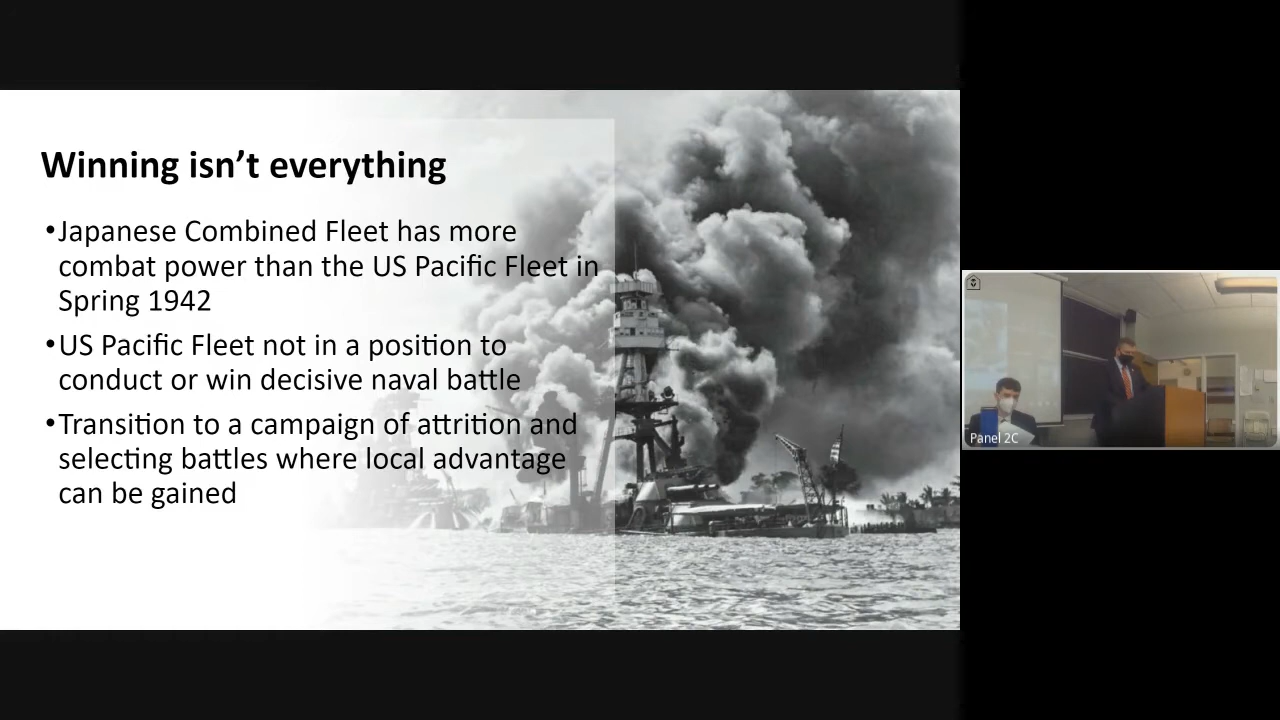 Winning isn’t everything
•Japanese Combined Fleet has more
combat power than the US Pacific Fleet in
Spring 1942
•US Pacific Fleet not in a position to
conduct or win decisive naval battle
•Transition to a campaign of attrition and
selecting battles where local advantage
can be gained
Panel 2C